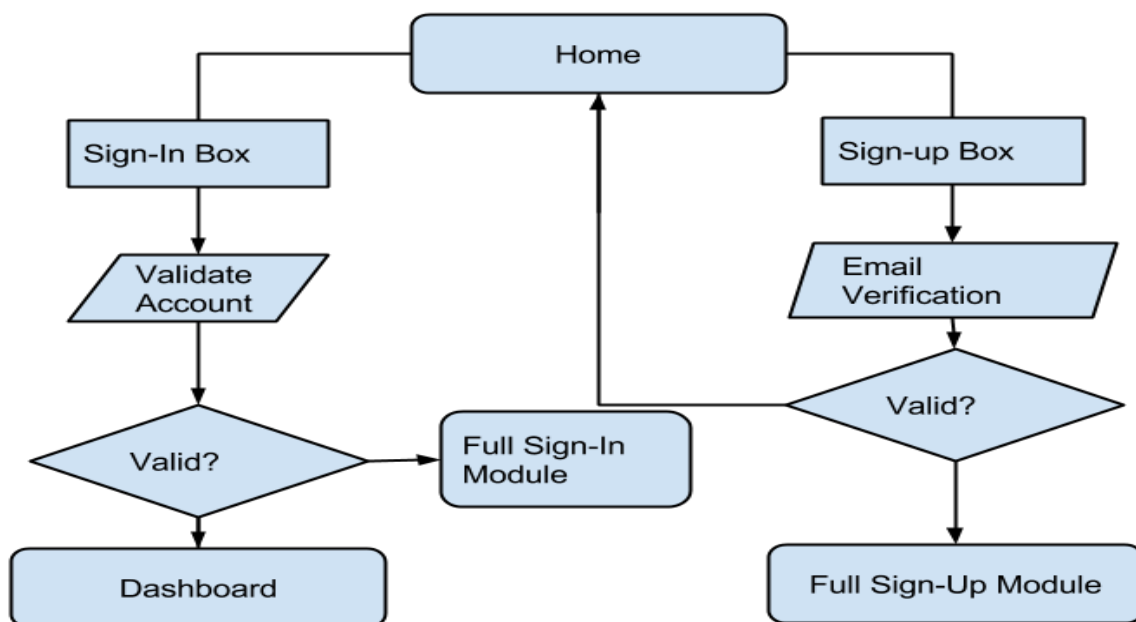 Home
Sign-In Box
Sign-up Box
Validate
Account
Email
Verification
Valid?
Valid?
Full Sign-In
Module
Dashboard
Full Sign-Up Module